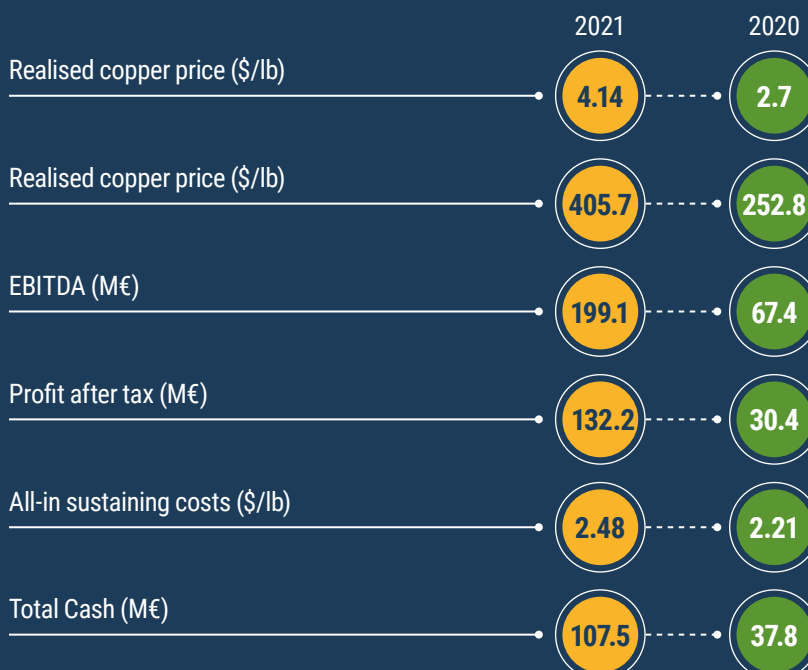 2021 2020
Realised copper price ($/lb) 4.14 2.7
Realised copper price ($/lb) 405.7 252.8
EBITDA (M€) 199.1 67.4
Profit after tax (M€) 132.2 30.4
All-in sustaining costs ($/lb) 2.48 2.21
Total Cash (M€) 107.5 37.8